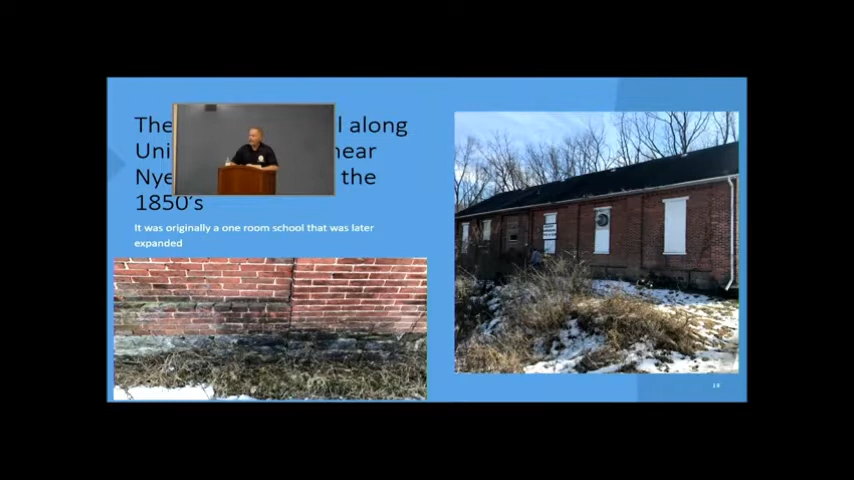 The l along
Uni near
Nye the
1850's
It was originally a one room school that was later
expanded
19